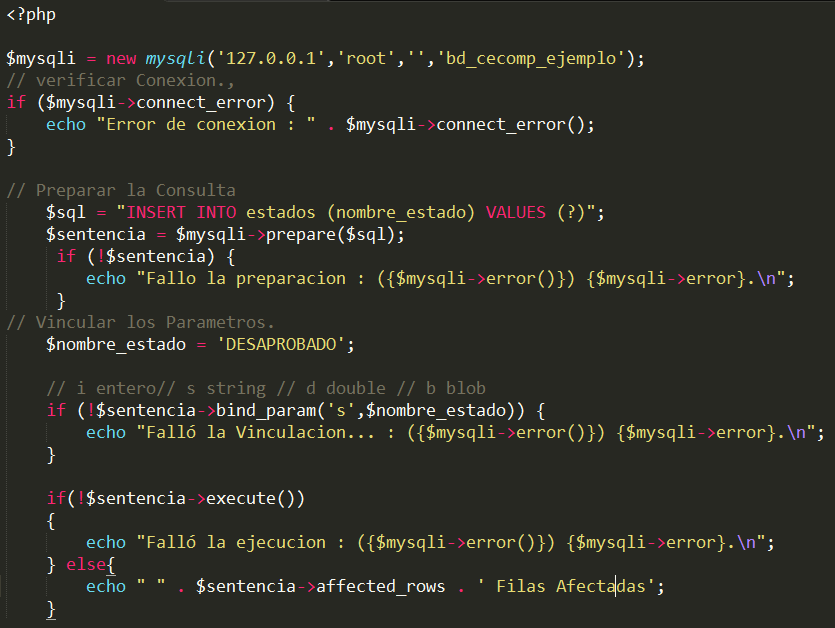 <?php
$mysqli = new mysqli('127.0.0.1','root','','bd_cecomp_ejemplo');
// verificar Conexion.,
if ($mysqli->connect_error) {
    echo "Error de conexion : " . $mysqli->connect_error();
}
// Preparar la Consulta
    $sql = "INSERT INTO estados (nombre_estado) VALUES (?)";
    $sentencia = $mysqli->prepare($sql);
     if (!$sentencia) {
        echo "Fallo la preparacion : ({$mysqli->error()}) {$mysqli->error}.\n";
     }
// Vincular los Parametros.
    $nombre_estado = 'DESAPROBADO';
    // i entero// s string // d double // b blob
    if (!$sentencia->bind_param('s',$nombre_estado)) {
        echo "Falló la Vinculacion... : ({$mysqli->error()}) {$mysqli->error}.\n";
    }
    if(!$sentencia->execute())
    {
        echo "Falló la ejecucion : ({$mysqli->error()}) {$mysqli->error}.\n";
    } else{
        echo " " . $sentencia->affected_rows . ' Filas Afectadas';
    }